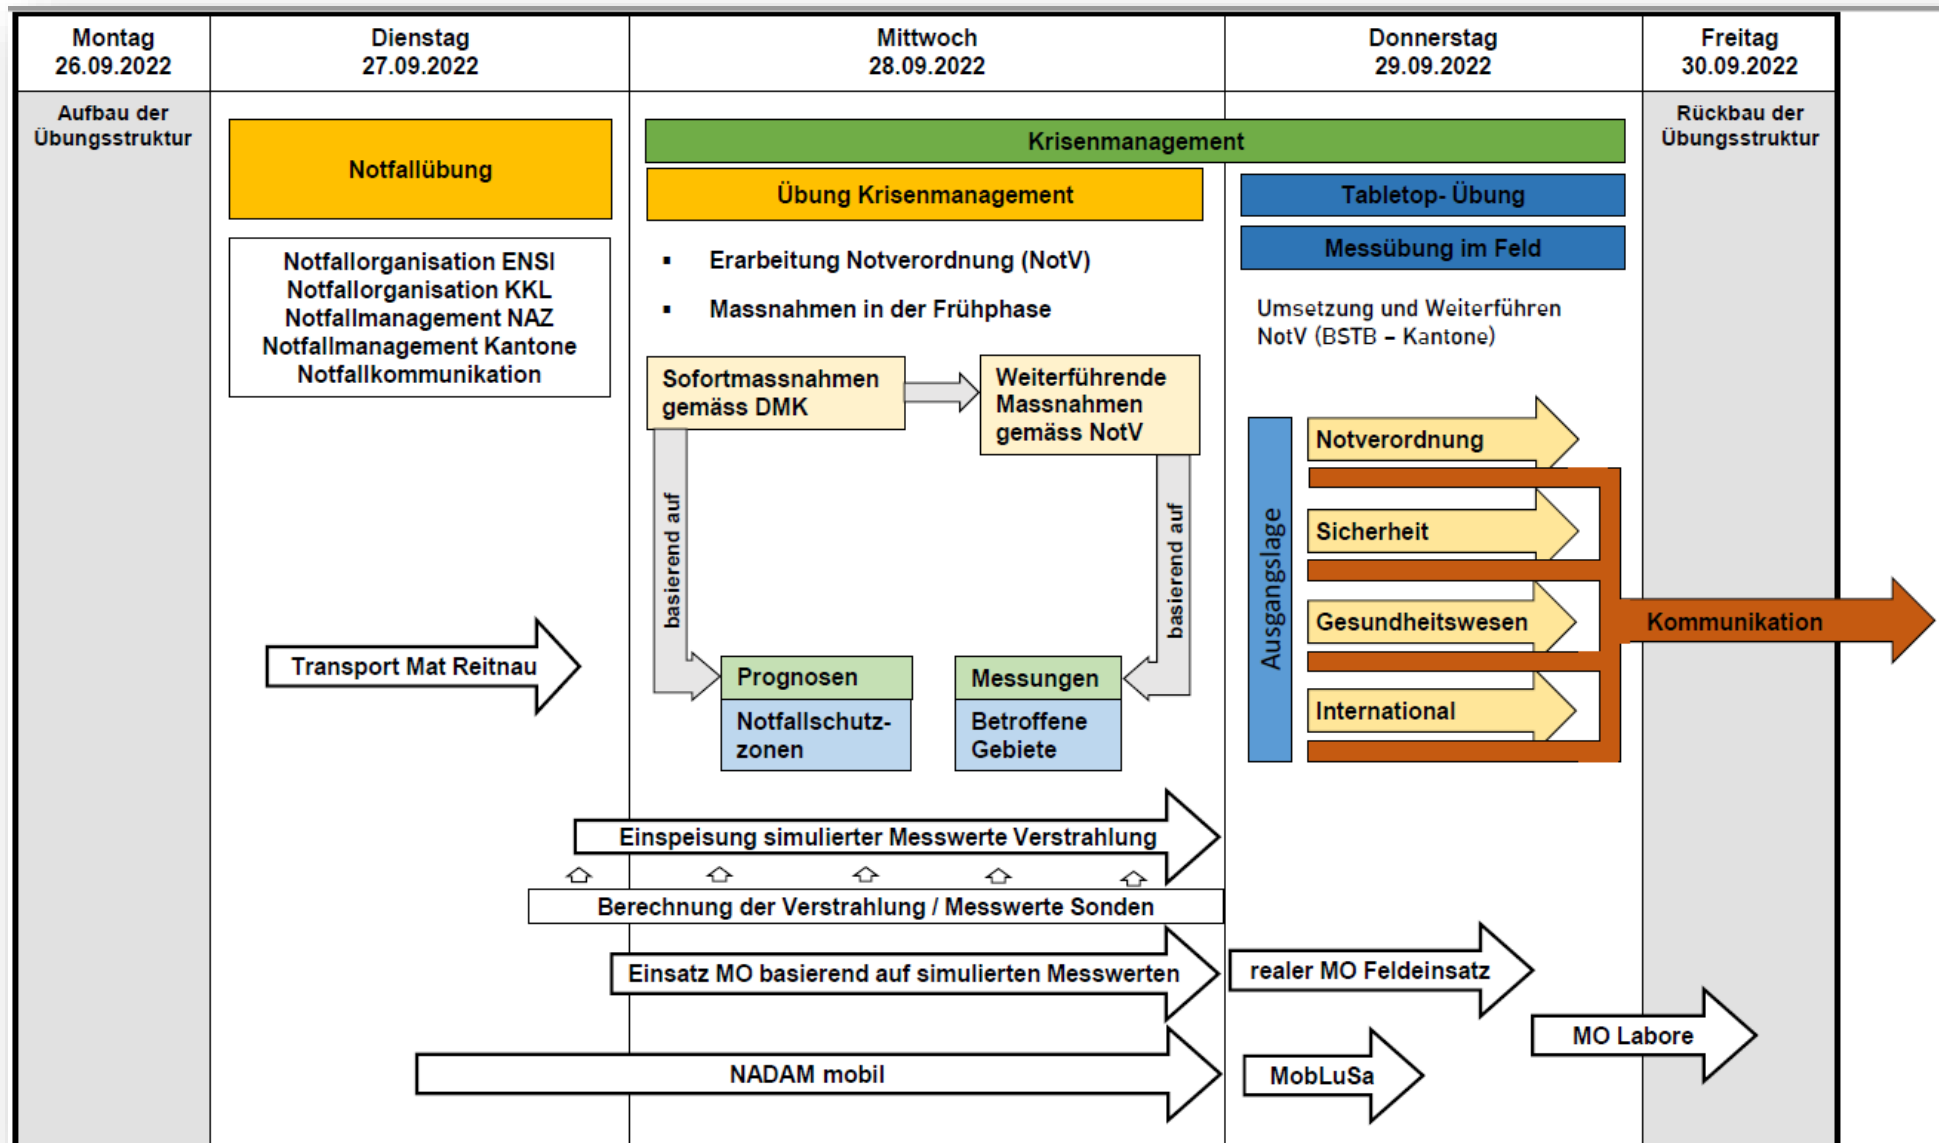 Montag
26.09.2022
Dienstag
27.09.2022
Mittwoch
28.09.2022
Donnerstag
29.09.2022
Freitag
30.09.2022
Aufbau der
Übungsstruktur
Notfallübung
Notfallorganisation ENSI
Notfallorganisation KKL
Notfallmanagement NAZ
Notfallmanagement Kantone
Notfallkommunikation
Transport Mat Reitnau
Krisenmanagement
Übung Krisenmanagement
▪ Erarbeitung Notverordnung (NotV)
▪ Massnahmen in der Frühphase
Sofortmassnahmen
gemäss DMK
Weiterführende
Massnahmen
gemäss NotV
basierend auf
basierend auf
Prognosen
Notfallschutz-
zonen
Messungen
Betroffene
Gebiete
Tabletop- Übung
Messübung im Feld
Umsetzung und Weiterführen
NotV (BSTB – Kantone)
Ausgangslage
Notverordnung
Sicherheit
Gesundheitswesen
International
Kommunikation
Rückbau der
Übungsstruktur
Einspeisung simulierter Messwerte Verstrahlung
Berechnung der Verstrahlung / Messwerte Sonden
Einsatz MO basierend auf simulierten Messwerten
realer MO Feldeinsatz
MO Labore
NADAM mobil
MobLuSa